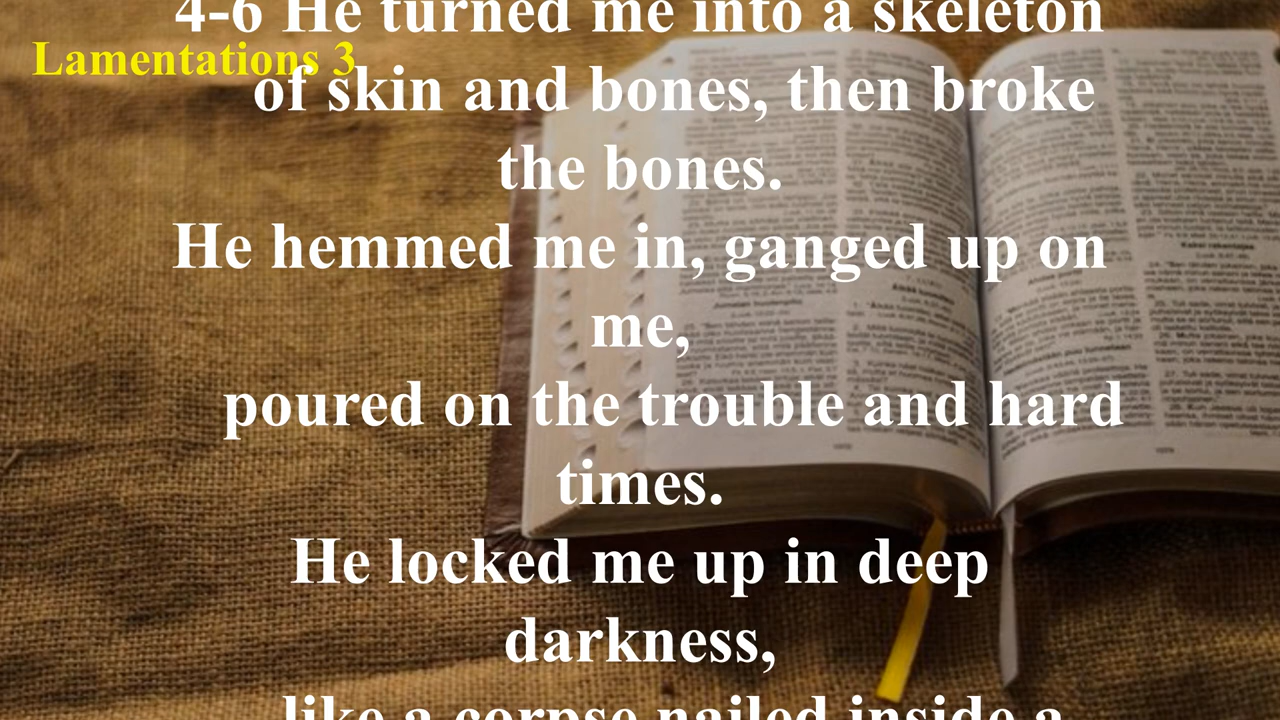 4-6 He turned me into a skeleton
Lamentations 3
of skin and bones, then broke
the bones.
He hemmed me in, ganged up on
me,
poured on the trouble and hard
times.
He locked me up in deep
darkness,
like a corpse nailed inside a